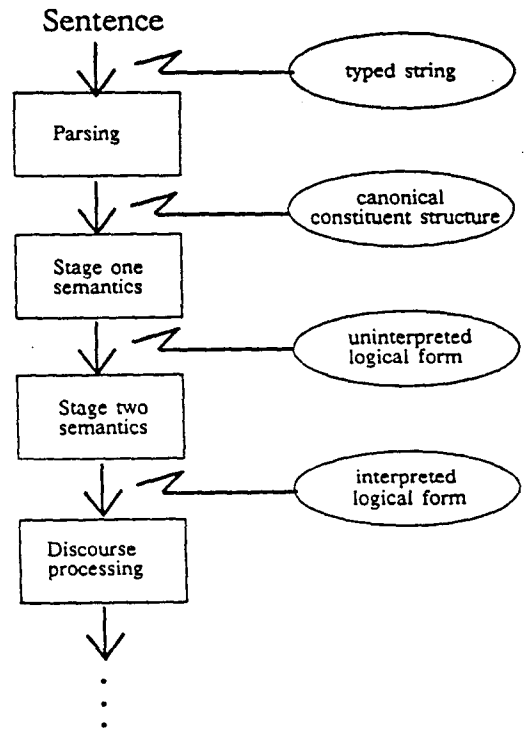 Sentence
typed string
Parsing
canonical
constituent structure
Stage one
semantics
uninterpreted
logical form
Stage two
semantics
interpreted
logical form
Discourse
processing